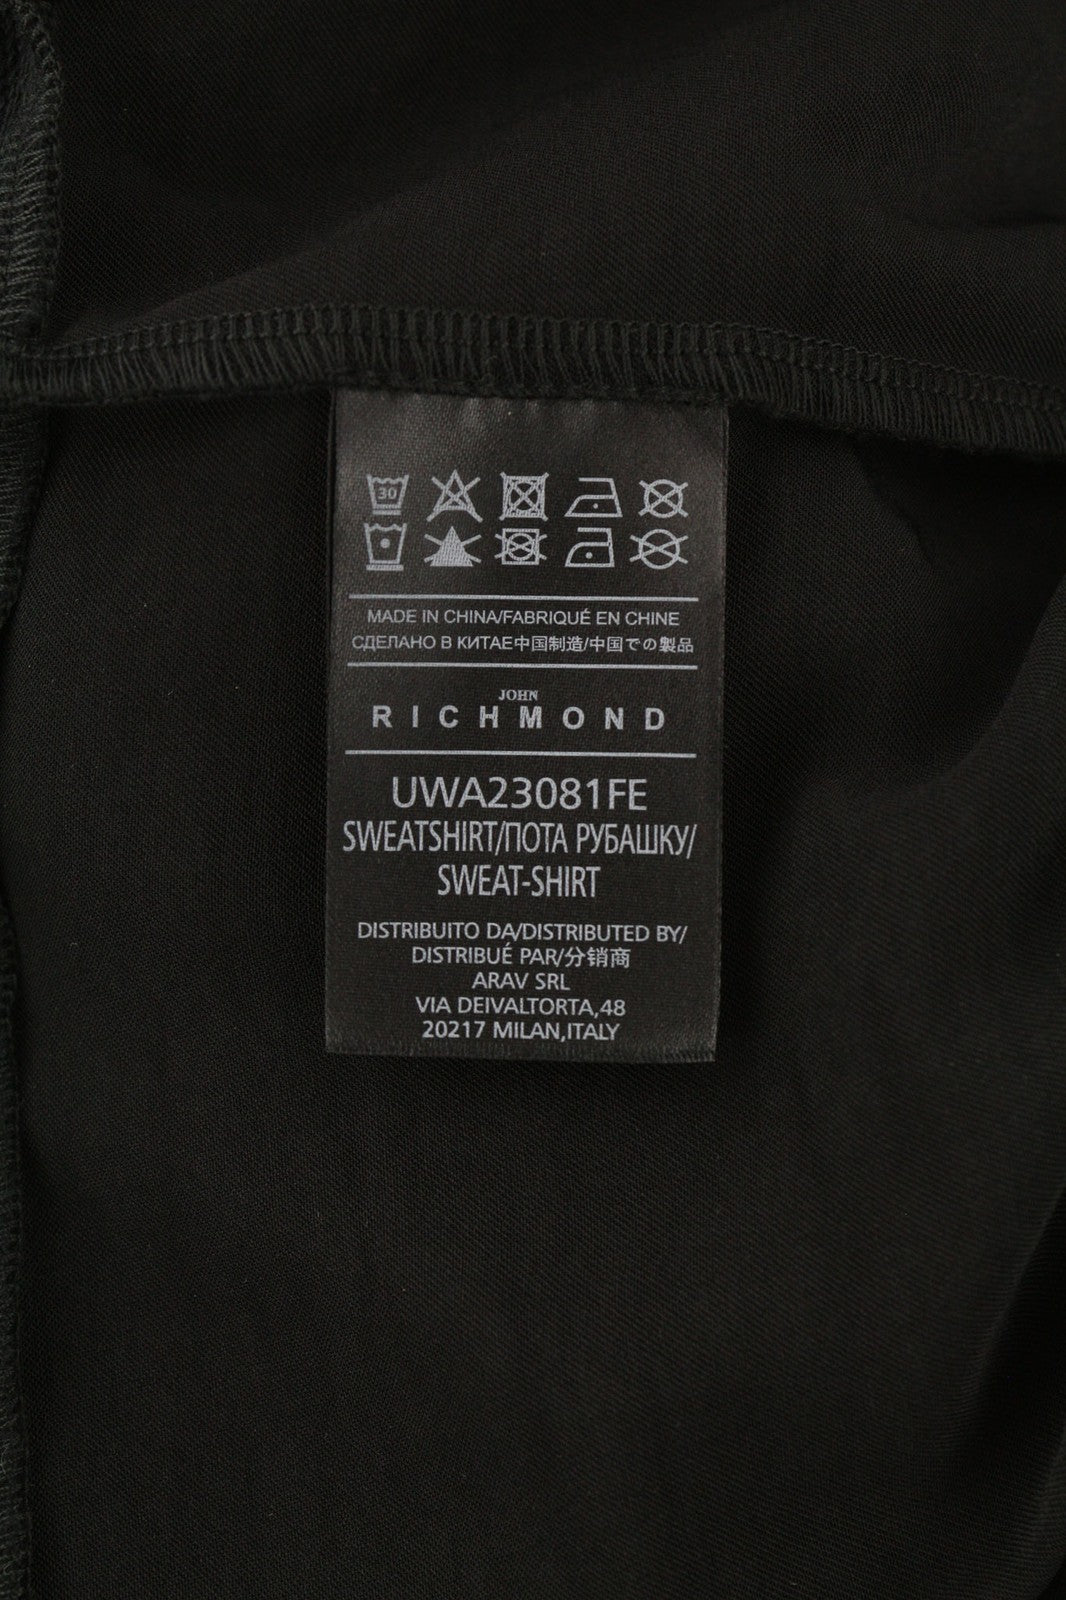 30
MADE IN CHINA/FABRIQUÉ EN CHINE
СДЕЛАНО В КИТАЕ中国制造/中国での製品
JOHN
RICHMOND
UWA23081FE
SWEATSHIRT/ПОТА РУБАШКУ/
SWEAT-SHIRT
DISTRIBUITO DA/DISTRIBUTED BY/
DISTRIBUÉ PAR/分销商
ARAV SRL
VIA DEIVALTORTA,48
20217 MILAN,ITALY